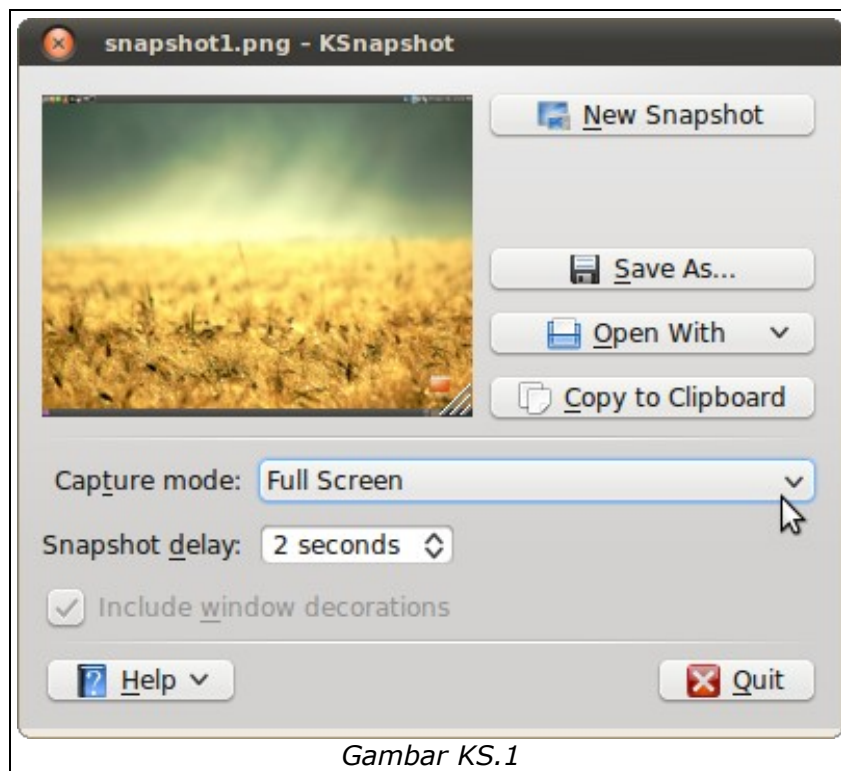 snapshot1.png – KSnapshot
New Snapshot
Save As...
Open With
Copy to Clipboard
Capture mode: Full Screen
Snapshot delay: 2 seconds
Include window decorations
Help
Quit
Gambar KS.1